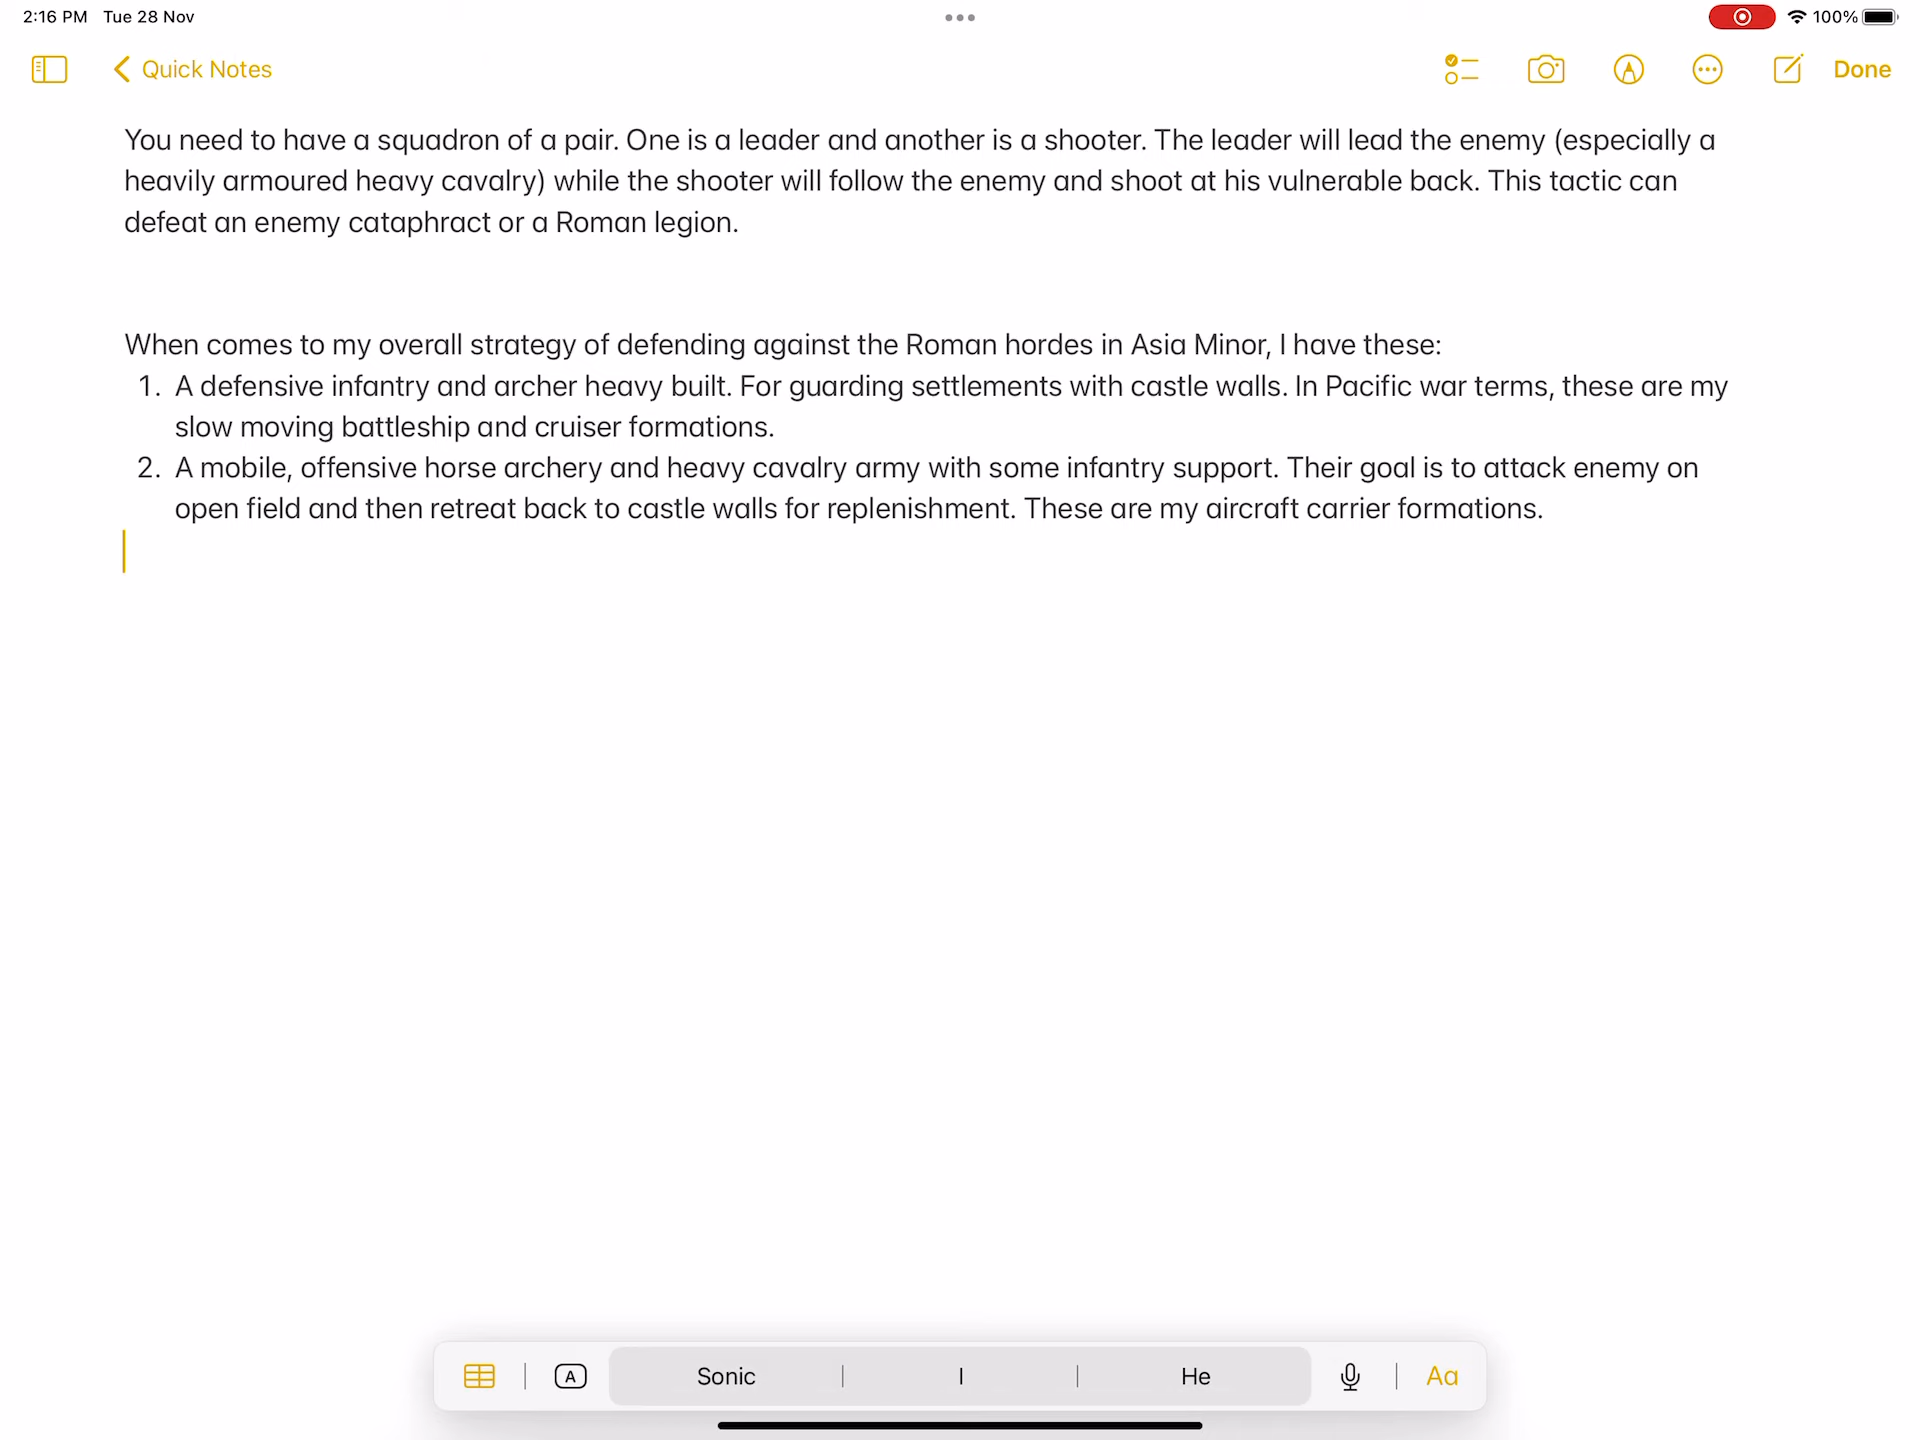 2:16 PM Tue 28 Nov
100%
Quick Notes
Done
You need to have a squadron of a pair. One is a leader and another is a shooter. The leader will lead the enemy (especially a
heavily armoured heavy cavalry) while the shooter will follow the enemy and shoot at his vulnerable back. This tactic can
defeat an enemy cataphract or a Roman legion.
When comes to my overall strategy of defending against the Roman hordes in Asia Minor, I have these:
1. A defensive infantry and archer heavy built. For guarding settlements with castle walls. In Pacific war terms, these are my
slow moving battleship and cruiser formations.
2. A mobile, offensive horse archery and heavy cavalry army with some infantry support. Their goal is to attack enemy on
open field and then retreat back to castle walls for replenishment. These are my aircraft carrier formations.
A Sonic I He Aa